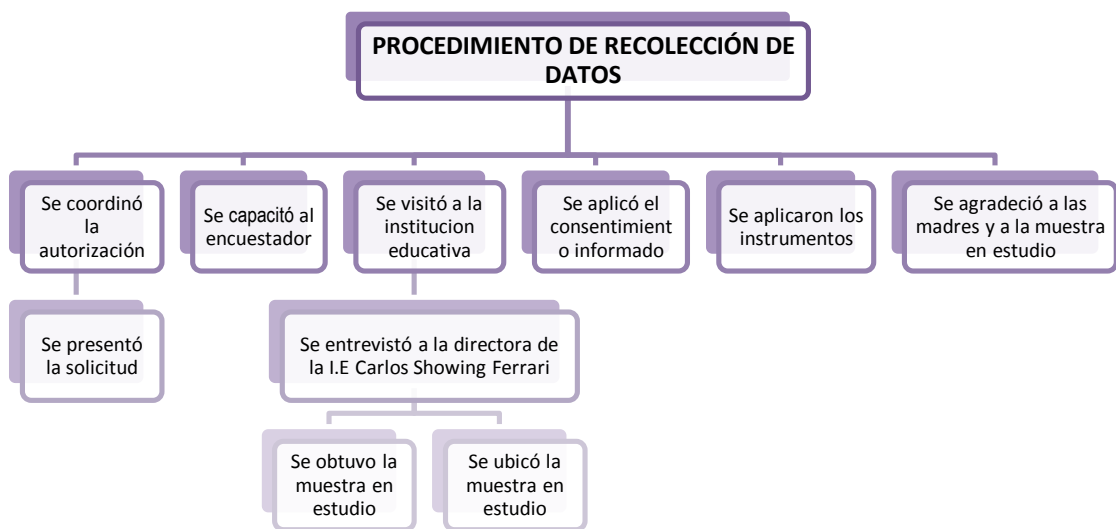 PROCEDIMIENTO DE RECOLECCIÓN DE
DATOS
Se coordinó
la
autorización
Se capacitó al
encuestador
Se visitó a la
institucion
educativa
Se aplicó el
consentimient
o informado
Se aplicaron los
instrumentos
Se agradeció a las
madres y a la muestra
en estudio
Se presentó
la solicitud
Se entrevistó a la directora de
la I.E Carlos Showing Ferrari
Se obtuvo la
muestra en
estudio
Se ubicó la
muestra en
estudio